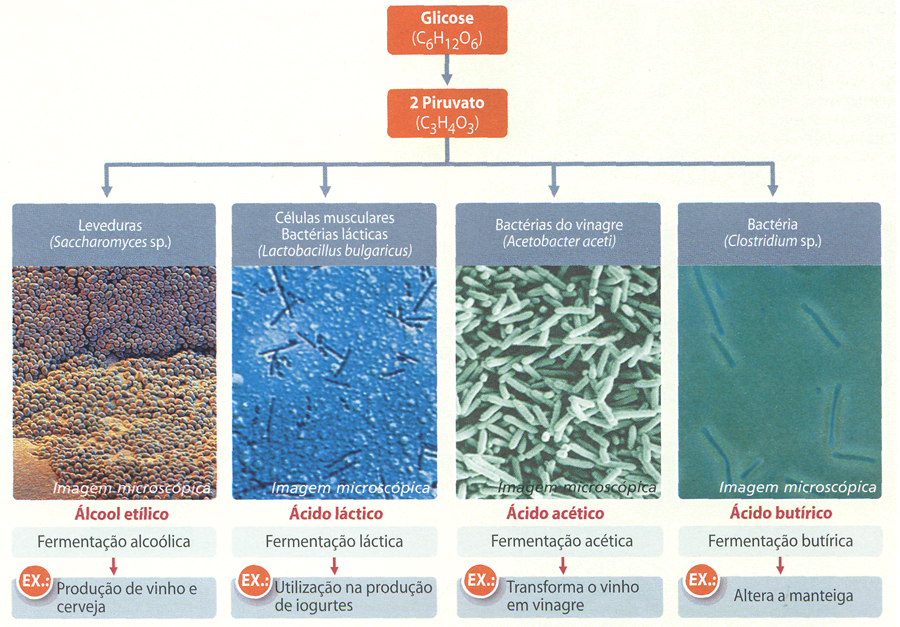 Glicose
(C₆H₁₂O₆)
2 Piruvato
(C₃H₄O₃)
Leveduras
(Saccharomyces sp.)
Imagem microscópica
Álcool etílico
Fermentação alcoólica
EX.:
Produção de vinho e
cerveja
Células musculares
Bactérias lácticas
(Lactobacillus bulgaricus)
Imagem microscópica
Ácido láctico
Fermentação láctica
EX.:
Utilização na produção
de iogurtes
Bactérias do vinagre
(Acetobacter aceti)
Imagem microscópica
Ácido acético
Fermentação acética
EX.:
Transforma o vinho
em vinagre
Bactéria
(Clostridium sp.)
Imagem microscópica
Ácido butírico
Fermentação butírica
EX.:
Altera a manteiga